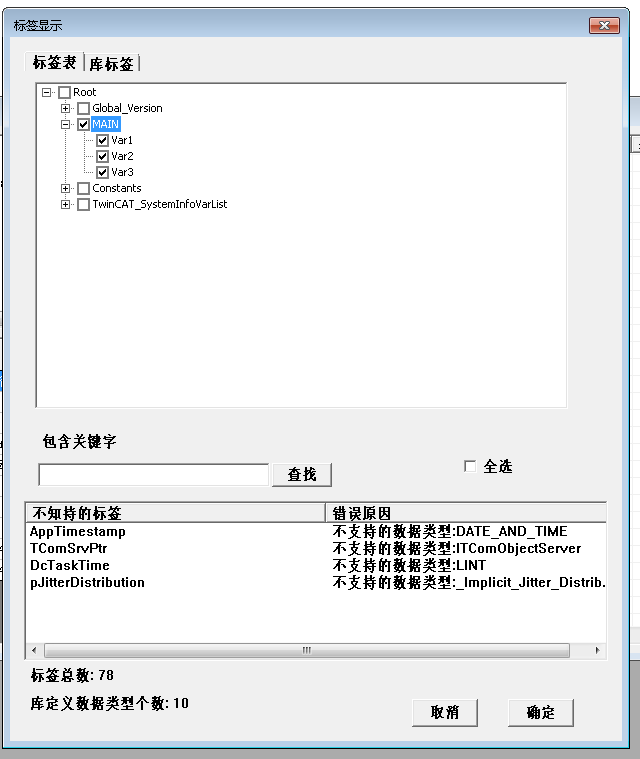 标签显示
标签表 库标签
Root
Global_Version
MAIN
Var1
Var2
Var3
Constants
TwinCAT_SystemInfoVarList
包含关键字
查找 全选
不知持的标签 错误原因
AppTimestamp 不支持的数据类型:DATE_AND_TIME
TComSrvPtr 不支持的数据类型:ITComObjectServer
DcTaskTime 不支持的数据类型:LINT
pJitterDistribution 不支持的数据类型:_Implicit_Jitter_Distrib.
标签总数: 78
库定义数据类型个数: 10
取消 确定